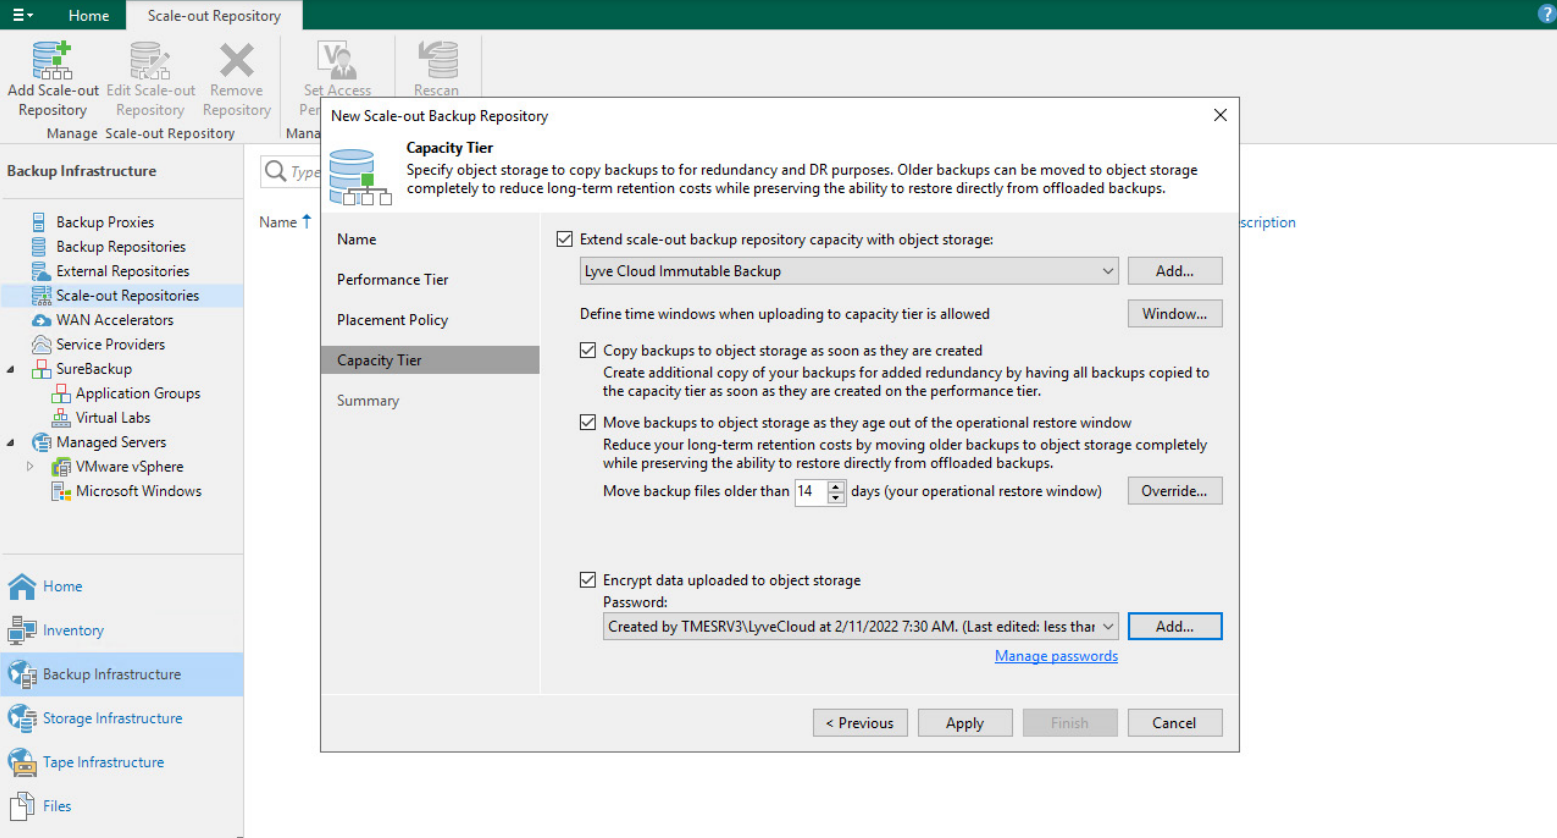 Home
Scale-out Repository
?
Add Scale-out
Repository
Edit Scale-out
Repository
Remove
Repository
Set Access
Per
Rescan
Manage Scale-out Repository
Mana
Backup Infrastructure
Backup Proxies
Backup Repositories
External Repositories
Scale-out Repositories
WAN Accelerators
Service Providers
SureBackup
Application Groups
Virtual Labs
Managed Servers
VMware vSphere
Microsoft Windows
Home
Inventory
Backup Infrastructure
Storage Infrastructure
Tape Infrastructure
Files
Type
Name
scription
New Scale-out Backup Repository
Capacity Tier
Specify object storage to copy backups to for redundancy and DR purposes. Older backups can be moved to object storage
completely to reduce long-term retention costs while preserving the ability to restore directly from offloaded backups.
Name
Performance Tier
Placement Policy
Capacity Tier
Summary
Extend scale-out backup repository capacity with object storage:
Lyve Cloud Immutable Backup
Add...
Define time windows when uploading to capacity tier is allowed
Window...
Copy backups to object storage as soon as they are created
Create additional copy of your backups for added redundancy by having all backups copied to
the capacity tier as soon as they are created on the performance tier.
Move backups to object storage as they age out of the operational restore window
Reduce your long-term retention costs by moving older backups to object storage completely
while preserving the ability to restore directly from offloaded backups.
Move backup files older than 14 days (your operational restore window)
Override...
Encrypt data uploaded to object storage
Password:
Created by TMESRV3\LyveCloud at 2/11/2022 7:30 AM. (Last edited: less than
Add...
Manage passwords
< Previous
Apply
Finish
Cancel